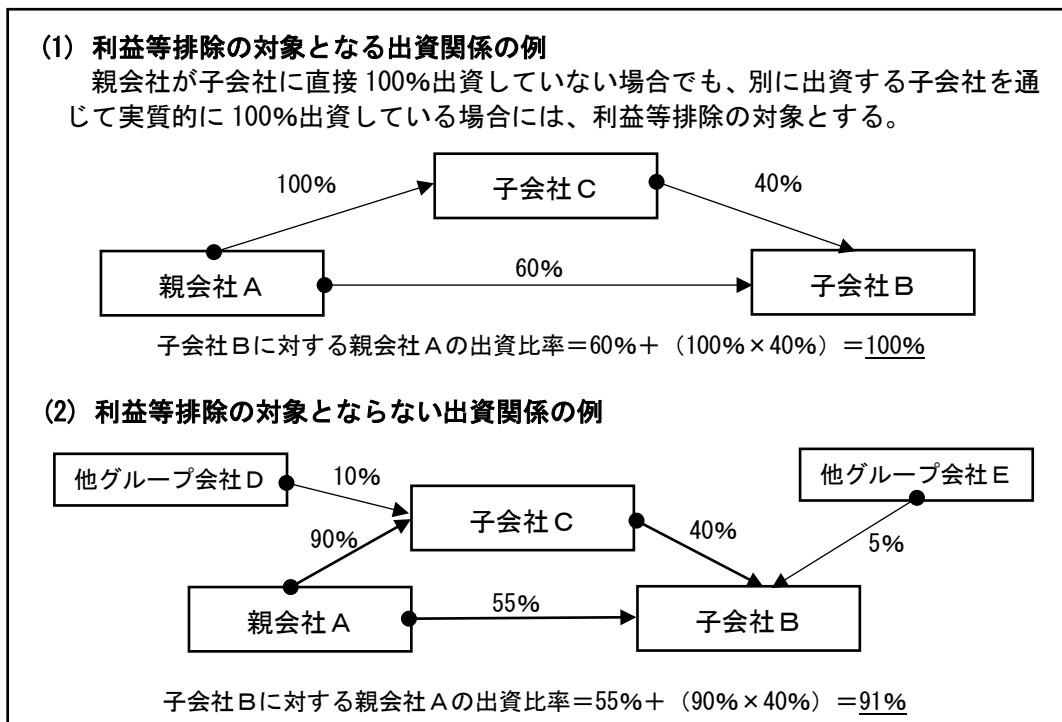 (1) 利益等排除の対象となる出資関係の例
親会社が子会社に直接 100%出資していない場合でも、別に出資する子会社を通
じて実質的に 100%出資している場合には、利益等排除の対象とする。
100%
子会社Ｃ
40%
親会社Ａ
60%
子会社Ｂ
子会社Ｂに対する親会社Ａの出資比率＝60%＋（100%×40%）＝100%
(2) 利益等排除の対象とならない出資関係の例
他グループ会社Ｄ
10%
他グループ会社Ｅ
子会社Ｃ
90%
40%
5%
親会社Ａ
55%
子会社Ｂ
子会社Ｂに対する親会社Ａの出資比率＝55%＋（90%×40%）＝91%